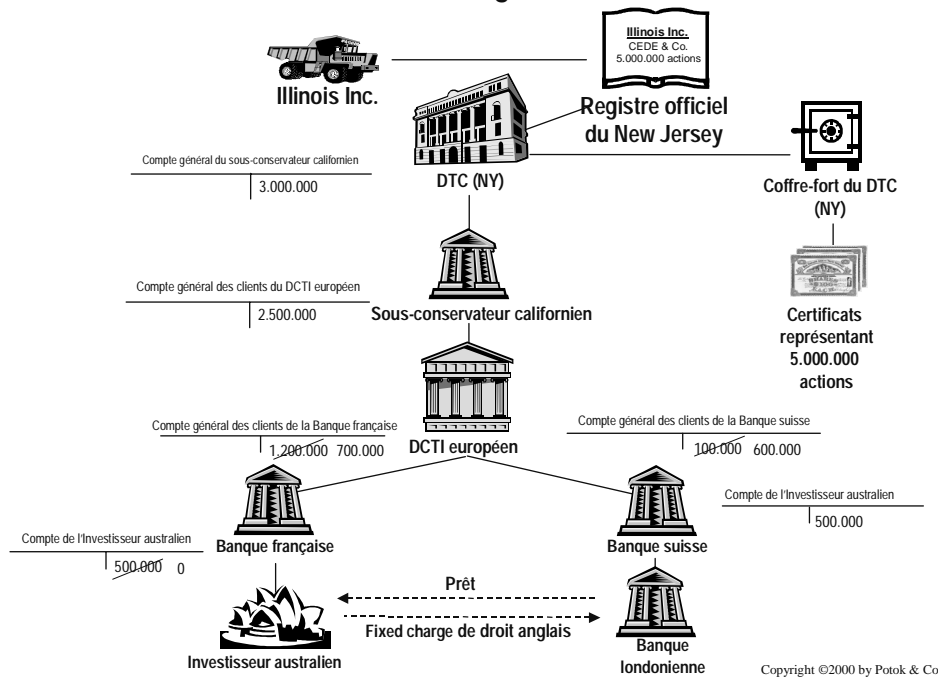 Illinois Inc.
CEDE & Co.
5.000.000 actions
Illinois Inc.
Registre officiel
du New Jersey
DTC (NY)
Coffre-fort du DTC
(NY)
Compte général du sous-conservateur californien
3.000.000
Certificats
représentant
5.000.000
actions
Compte général des clients du DCTI européen
2.500.000
Sous-conservateur californien
DCTI européen
Compte général des clients de la Banque française
1.200.000 700.000
Compte général des clients de la Banque suisse
100.000 600.000
Compte de l'Investisseur australien
500.000
Banque française
Banque suisse
Compte de l'Investisseur australien
500.000 0
Prêt
Fixed charge de droit anglais
Investisseur australien
Banque
londonienne
Copyright ©2000 by Potok & Co